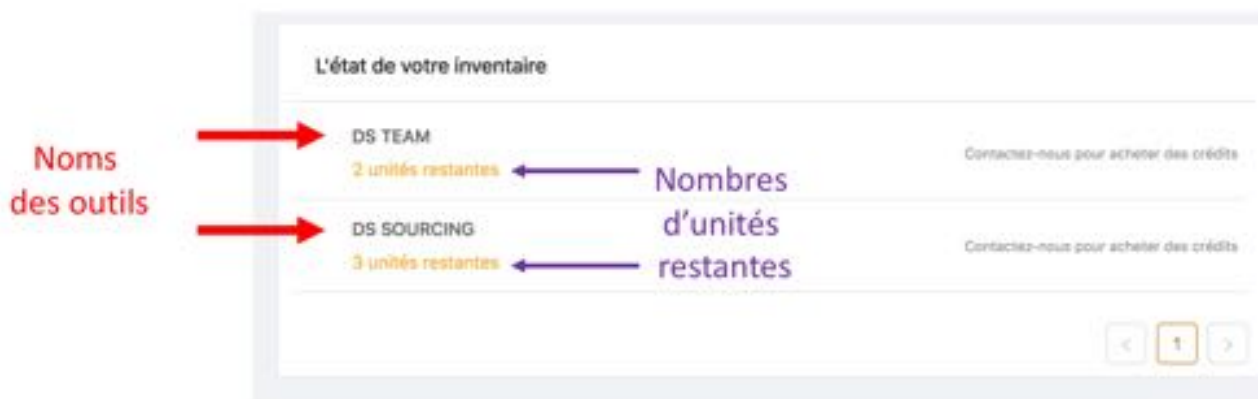 L'état de votre inventaire
DS TEAM
2 unités restantes
Contactez-nous pour acheter des crédits
DS SOURCING
3 unités restantes
Contactez-nous pour acheter des crédits
Noms
des outils
Nombres
d'unités
restantes
< 1 >